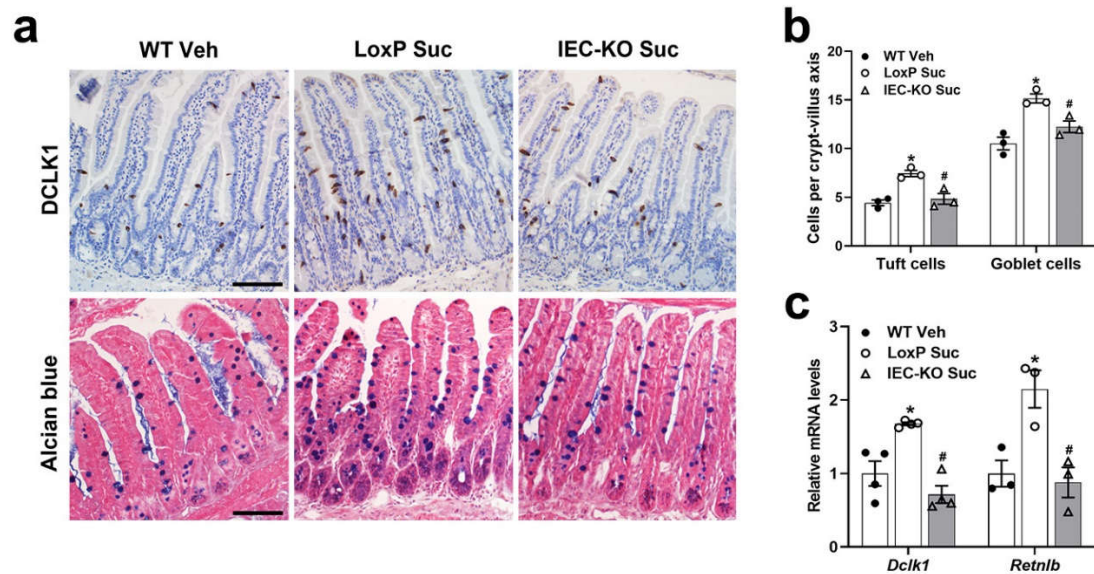 a
WT Veh
LoxP Suc
IEC-KO Suc
DCLK1
Alcian blue
b
WT Veh
LoxP Suc
IEC-KO Suc
Cells per crypt-villus axis
20
15
10
5
0
*
#
*
#
Tuft cells
Goblet cells
c
WT Veh
LoxP Suc
IEC-KO Suc
Relative mRNA levels
3
2
1
0
*
#
*
#
Dclk1
Retnlb